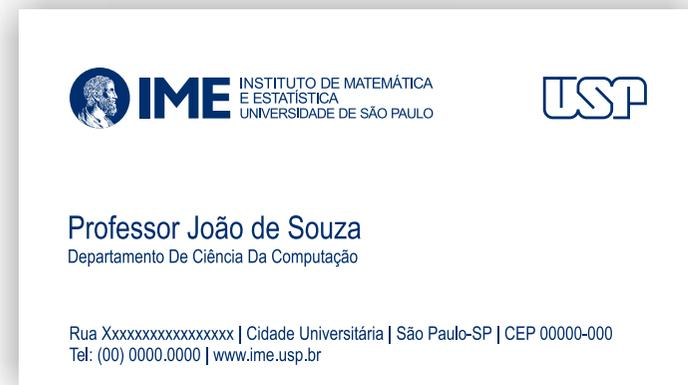 IME
INSTITUTO DE MATEMÁTICA
E ESTATÍSTICA
UNIVERSIDADE DE SÃO PAULO
USP
Professor João de Souza
Departamento De Ciência Da Computação
Rua Xxxxxxxxxxxxxxxxx | Cidade Universitária | São Paulo-SP | CEP 00000-000
Tel: (00) 0000.0000 | www.ime.usp.br